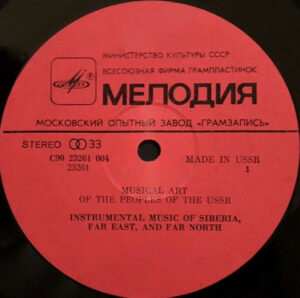 МИНИСТЕРСТВО КУЛЬТУРЫ СССР
ВСЕСОЮЗНАЯ ФИРМА ГРАМПЛАСТИНОК
МЕЛОДИЯ
МОСКОВСКИЙ ОПЫТНЫЙ ЗАВОД «ГРАМЗАПИСЬ»
STEREO 33
С90 23261 004
23261
MADE IN USSR
1
MUSICAL ART
OF THE PEOPLES OF THE USSR
INSTRUMENTAL MUSIC OF SIBERIA,
FAR EAST, AND FAR NORTH